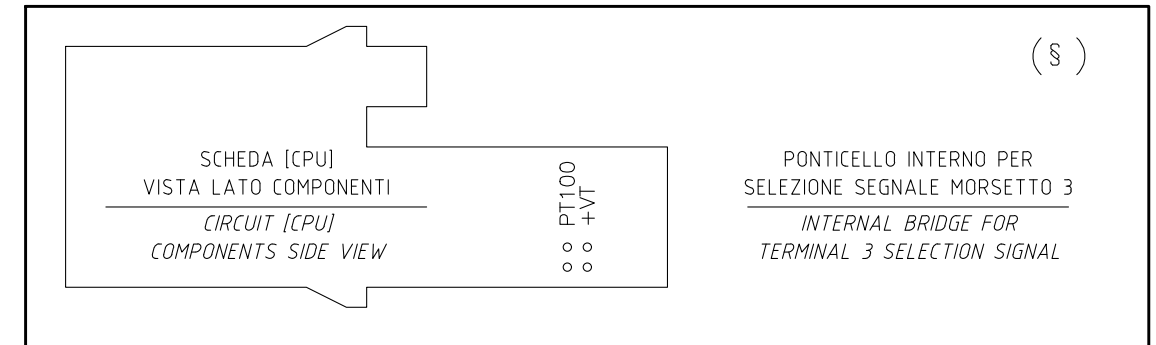 (§)
SCHEDA [CPU]
VISTA LATO COMPONENTI
CIRCUIT [CPU]
COMPONENTS SIDE VIEW
PT100
+VT
PONTICELLO INTERNO PER
SELEZIONE SEGNALE MORSETTO 3
INTERNAL BRIDGE FOR
TERMINAL 3 SELECTION SIGNAL